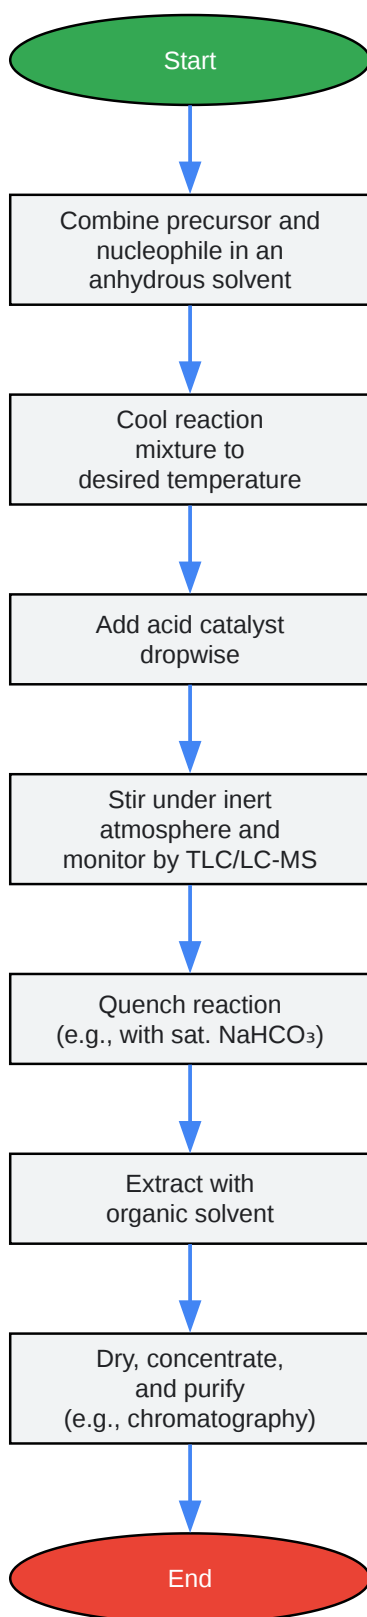 Start
Combine precursor and
nucleophile in an
anhydrous solvent
Cool reaction
mixture to
desired temperature
Add acid catalyst
dropwise
Stir under inert
atmosphere and
monitor by TLC/LC-MS
Quench reaction
(e.g., with sat. NaHCO₃)
Extract with
organic solvent
Dry, concentrate,
and purify
(e.g., chromatography)
End